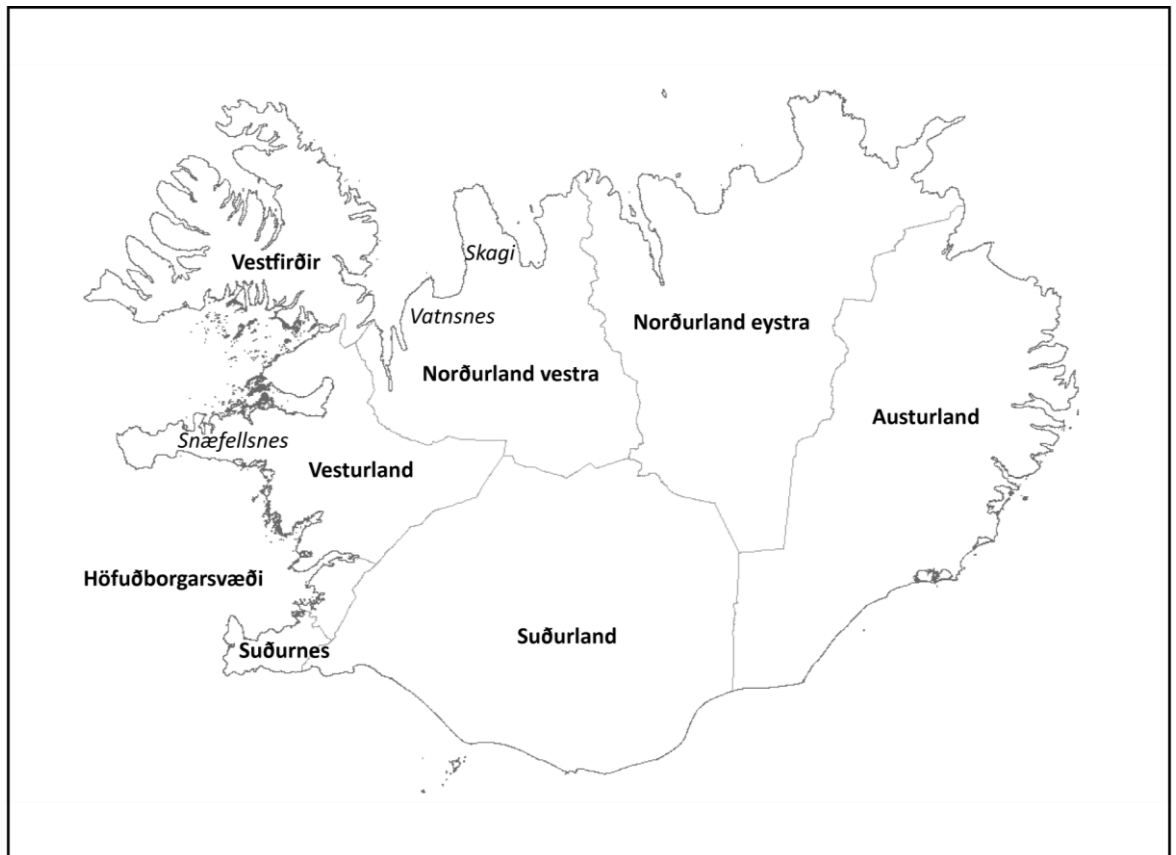 Vestfirðir
Skagi
Vatnsnes
Norðurland eystra
Norðurland vestra
Austurland
Snæfellsnes
Vesturland
Höfuðborgarsvæði
Suðurland
Suðurnes